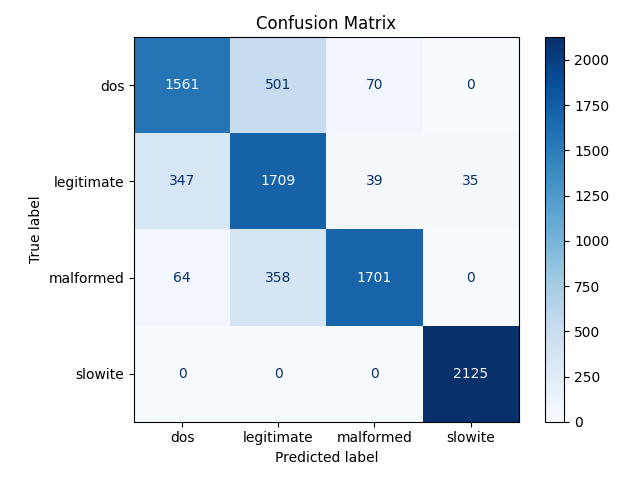 Confusion Matrix
dos 1561 501 70 0
legitimate 347 1709 39 35
malformed 64 358 1701 0
slowite 0 0 0 2125
dos legitimate malformed slowite
Predicted label
True label
2000
1750
1500
1250
1000
750
500
250
0